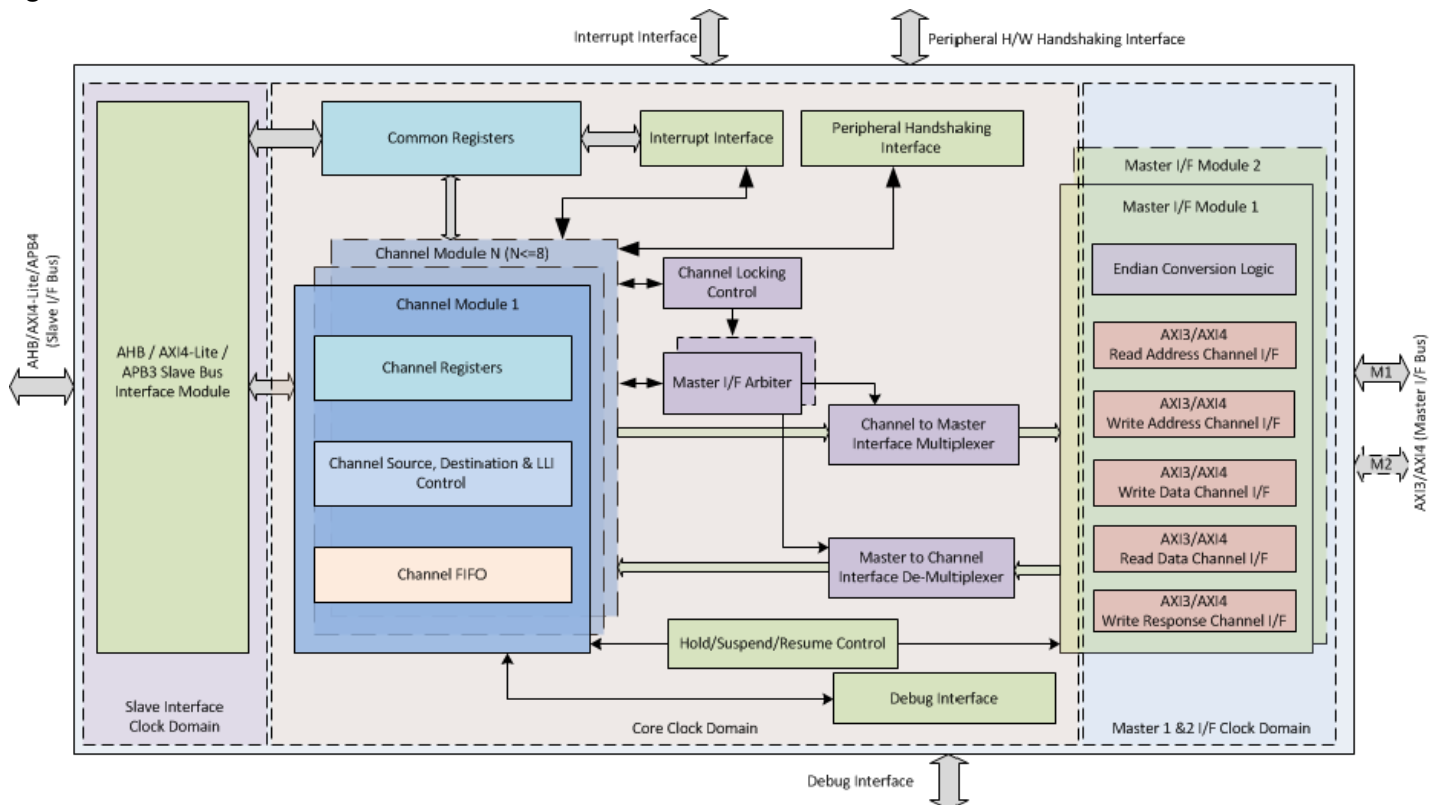 Interrupt Interface
Peripheral H/W Handshaking Interface
AHB/AXI4-Lite/APB4
(Slave I/F Bus)
AHB / AXI4-Lite /
APB3 Slave Bus
Interface Module
Slave Interface
Clock Domain
Common Registers
Interrupt Interface
Peripheral Handshaking
Interface
Channel Module N (N<=8)
Channel Module 1
Channel Registers
Channel Source, Destination & LLI
Control
Channel FIFO
Channel Locking
Control
Master I/F Arbiter
Channel to Master
Interface Multiplexer
Master to Channel
Interface De-Multiplexer
Hold/Suspend/Resume Control
Debug Interface
Core Clock Domain
Master I/F Module 2
Master I/F Module 1
Endian Conversion Logic
AXI3/AXI4
Read Address Channel I/F
AXI3/AXI4
Write Address Channel I/F
AXI3/AXI4
Write Data Channel I/F
AXI3/AXI4
Read Data Channel I/F
AXI3/AXI4
Write Response Channel I/F
Master 1 &2 I/F Clock Domain
M1
M2
AXI3/AXI4 (Master I/F Bus)
Debug Interface